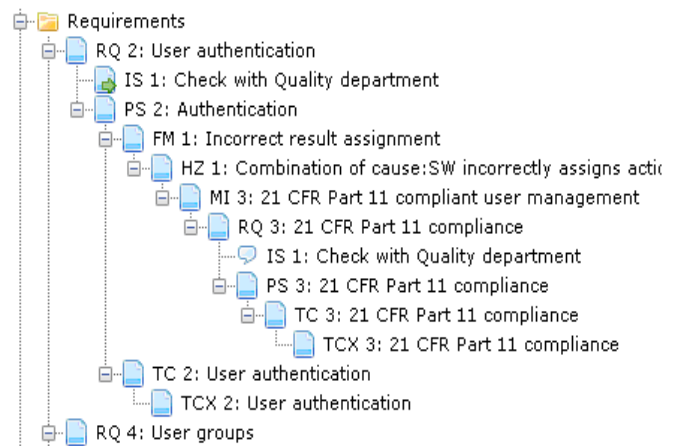 Requirements
RQ 2: User authentication
IS 1: Check with Quality department
PS 2: Authentication
FM 1: Incorrect result assignment
HZ 1: Combination of cause:SW incorrectly assigns actio
MI 3: 21 CFR Part 11 compliant user management
RQ 3: 21 CFR Part 11 compliance
IS 1: Check with Quality department
PS 3: 21 CFR Part 11 compliance
TC 3: 21 CFR Part 11 compliance
TCX 3: 21 CFR Part 11 compliance
TC 2: User authentication
TCX 2: User authentication
RQ 4: User groups